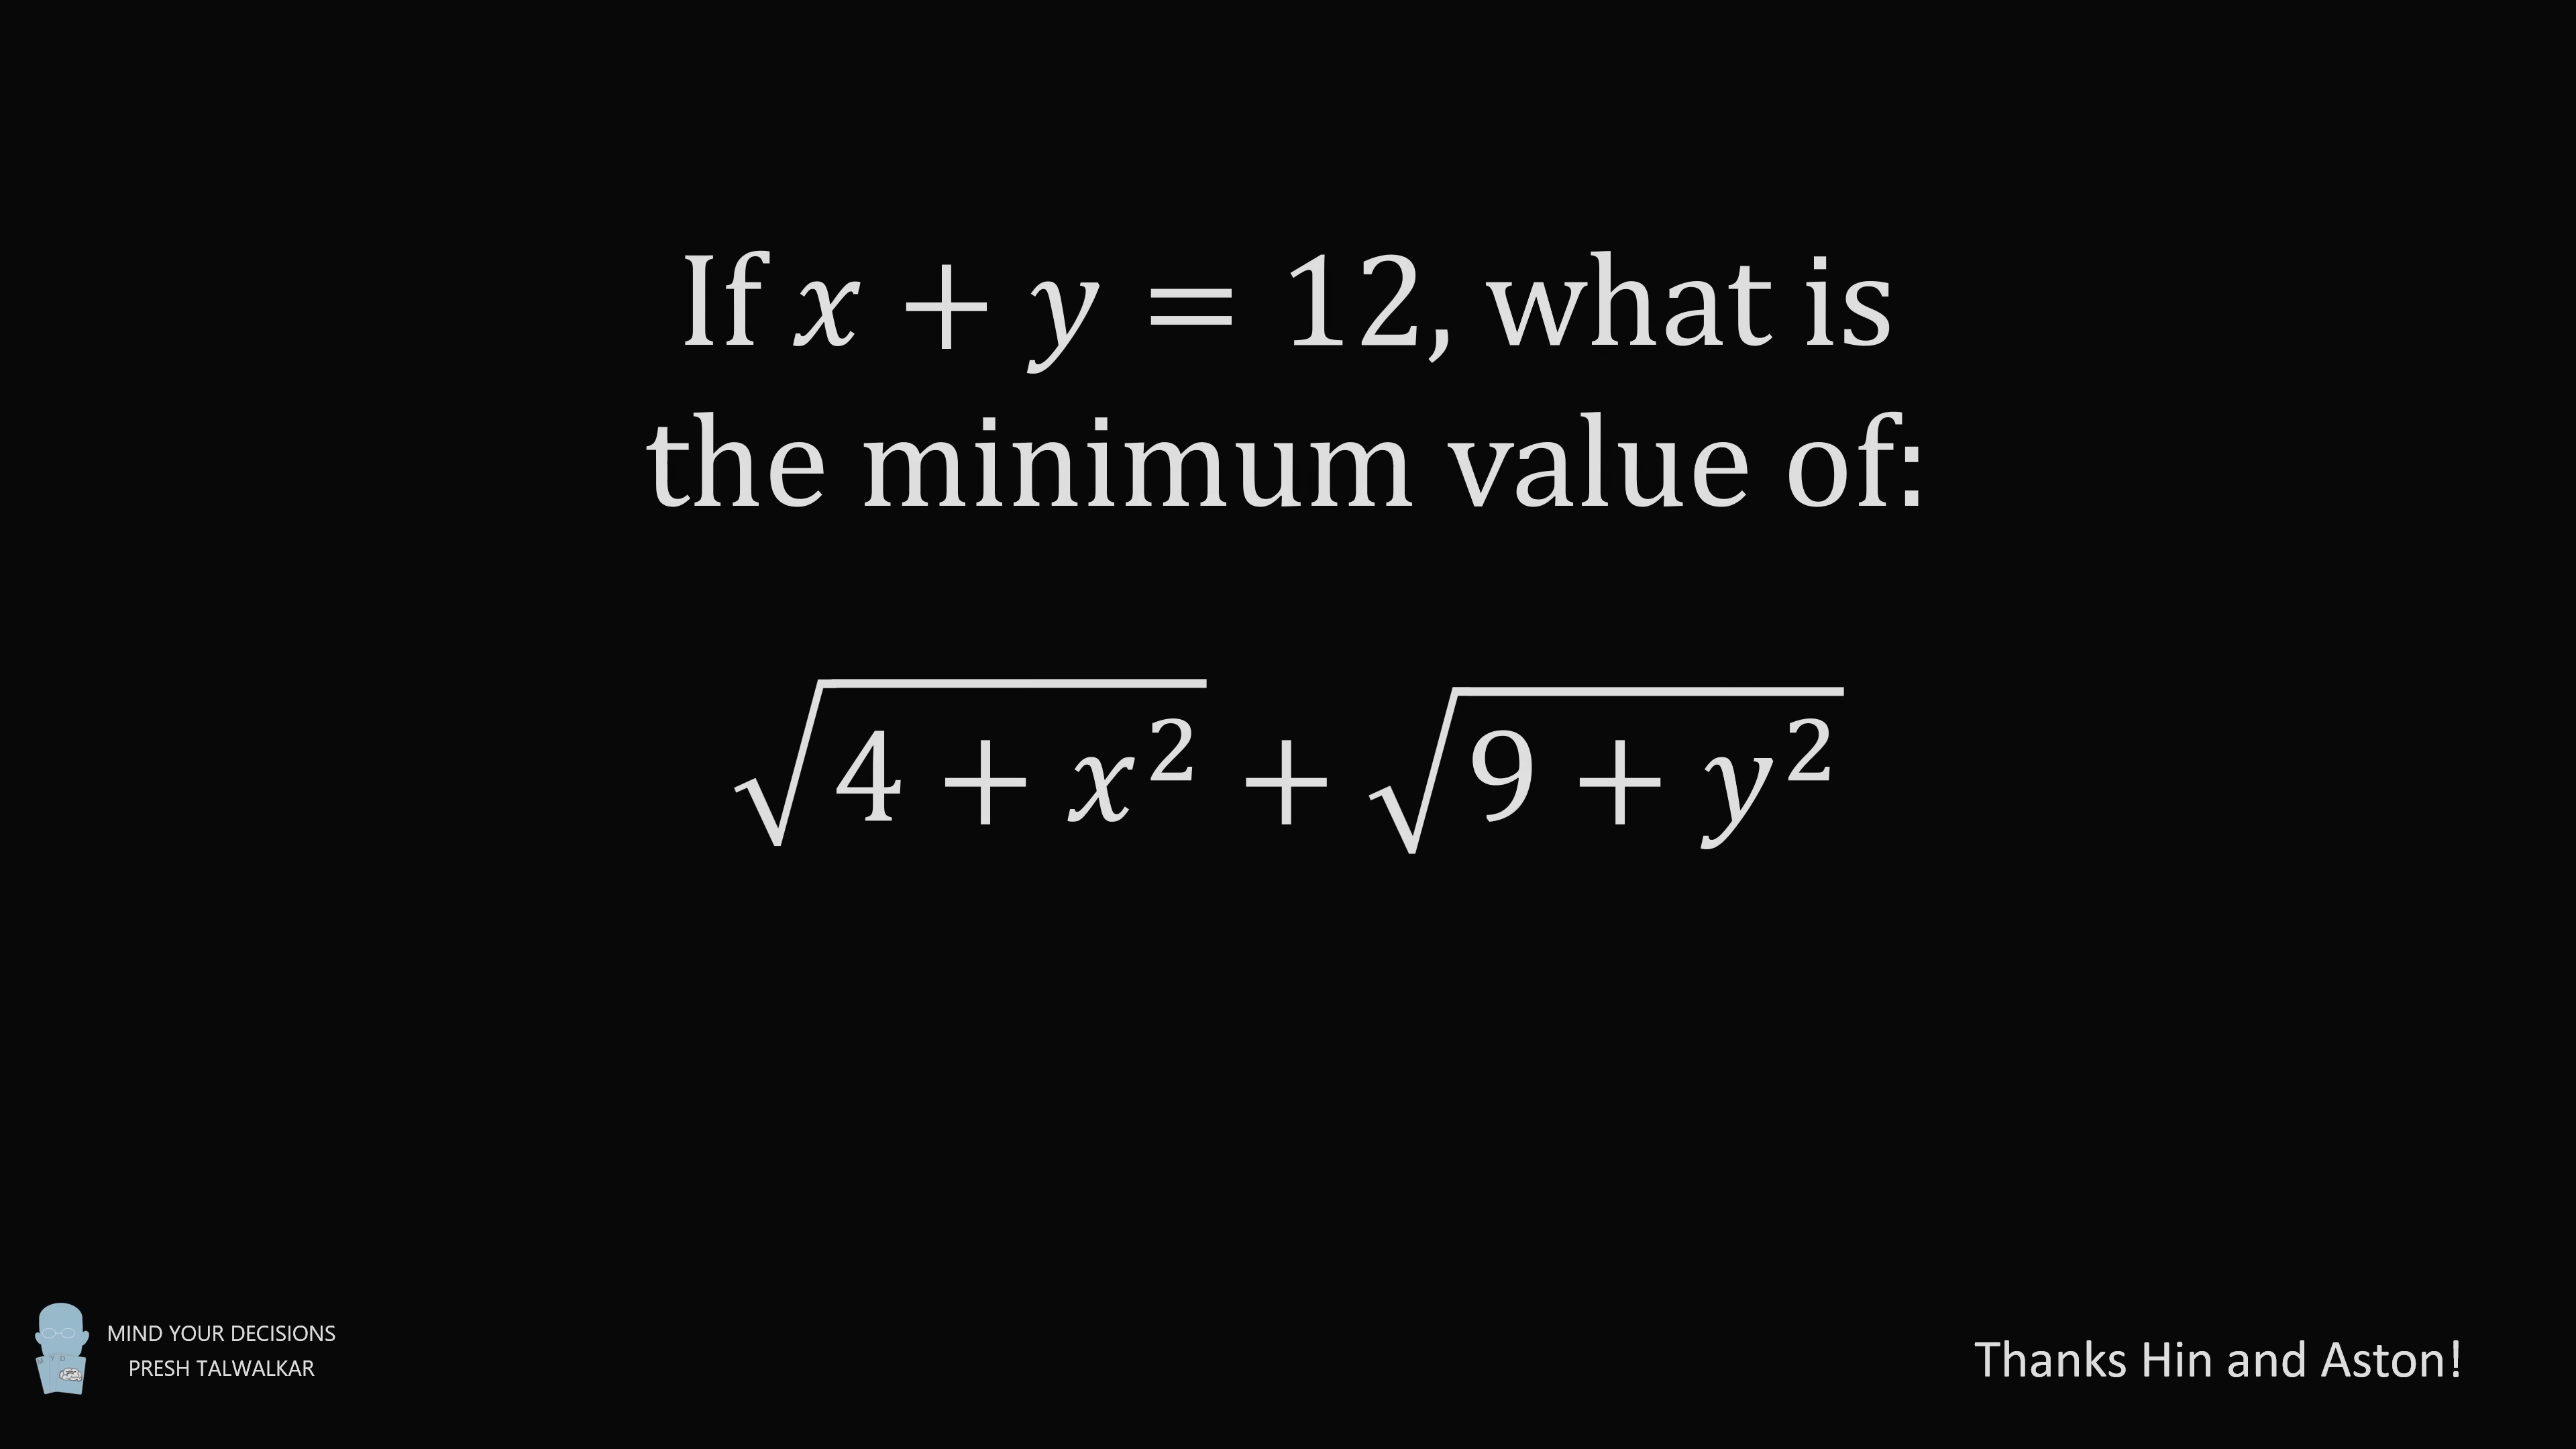 If x + y = 12, what is
the minimum value of:
√(4 + x²) + √(9 + y²)
MIND YOUR DECISIONS
PRESH TALWALKAR
Thanks Hin and Aston!